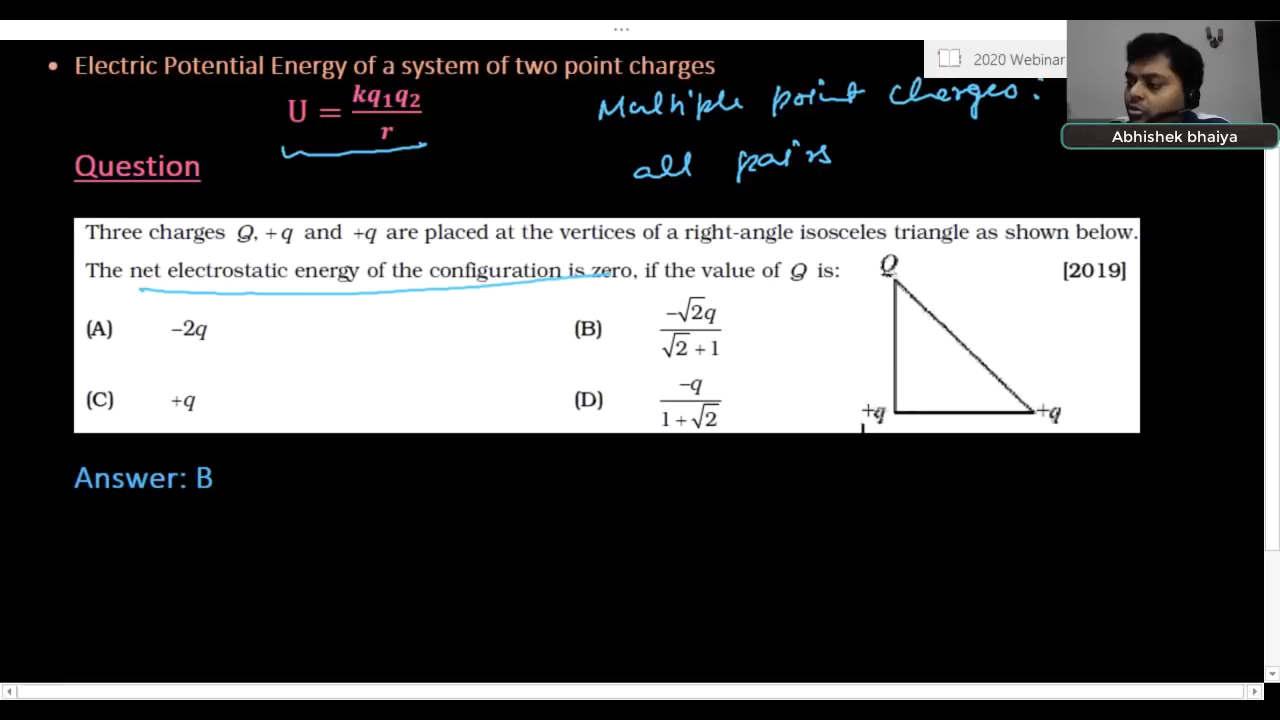 • Electric Potential Energy of a system of two point charges
2020 Webinar
U = kq₁q₂ / r
Multiple point charges:
Abhishek bhaiya
all pairs
Question
Three charges Q, +q and +q are placed at the vertices of a right-angle isosceles triangle as shown below.
The net electrostatic energy of the configuration is zero, if the value of Q is: [2019]
Q
(A) –2q (B) –√2q / √2 + 1
(C) +q (D) –q / 1 + √2
+q +q
Answer: B